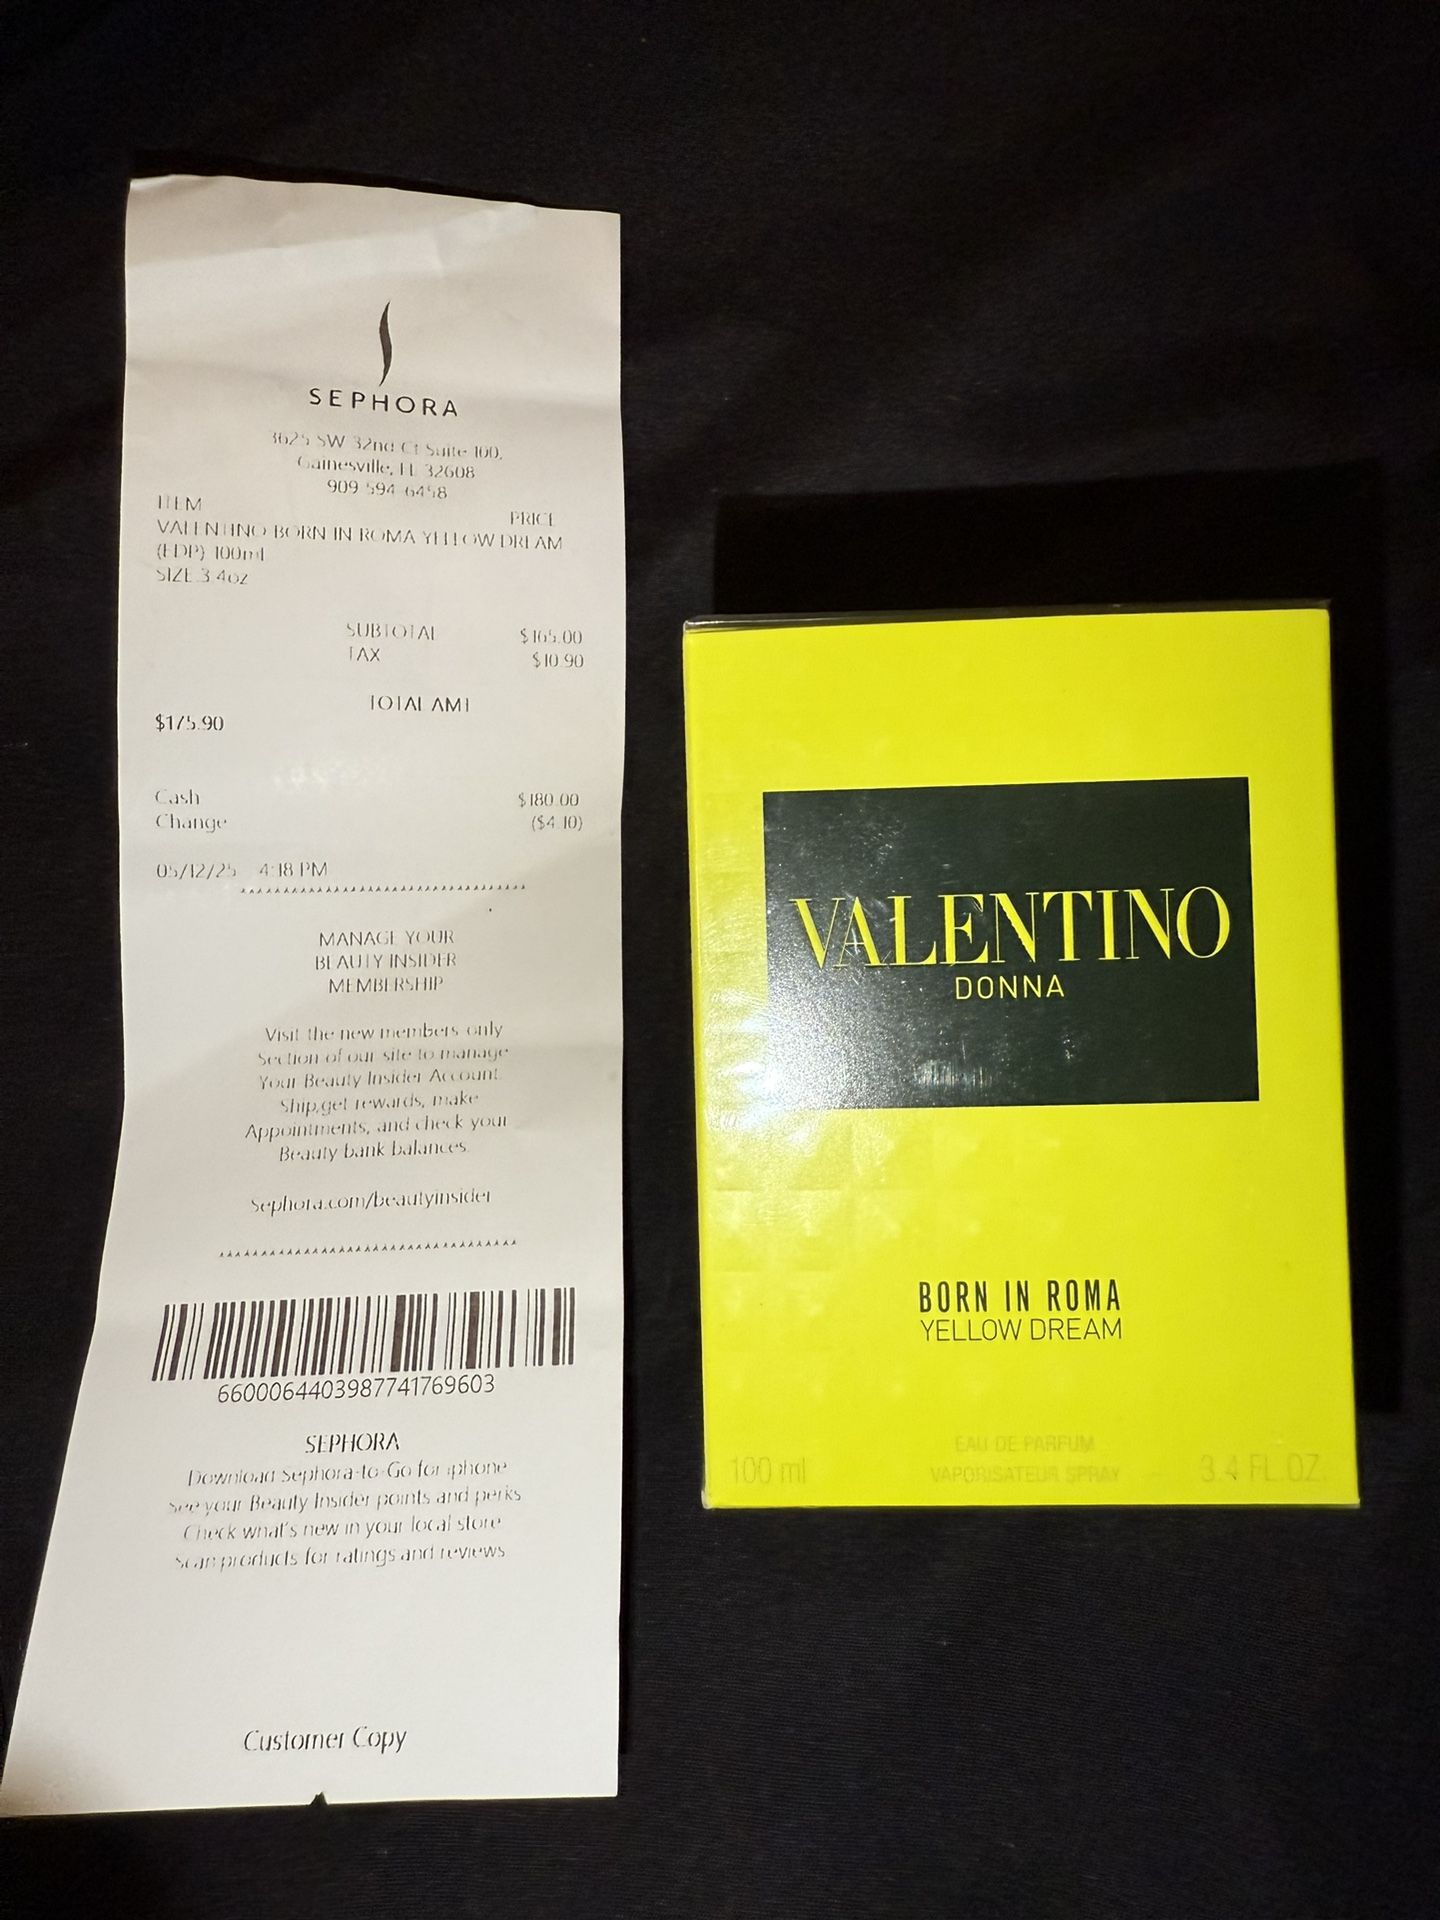 SEPHORA
3625 SW 32nd Ct Suite 100,
Gainesville, FL 32608
909 594 6458
ITEM
PRICE
VALENTINO BORN IN ROMA YELLOW DREAM
(EDP) 100ml
SIZE 3.4oz
SUBTOTAL $165.00
TAX $10.90
TOTAL AMT
$175.90
Cash $180.00
Change ($4.10)
05/12/25 4:18 PM
MANAGE YOUR
BEAUTY INSIDER
MEMBERSHIP
Visit the new members only
Section of our site to manage
Your Beauty Insider Account.
Ship,get rewards, make
Appointments, and check your
Beauty bank balances.
Sephora.com/beautyinsider
6600064403987741769603
SEPHORA
Download Sephora-to-Go for iphone
See your Beauty Insider points and perks
Check what's new in your local store
Scan products for ratings and reviews
Customer Copy
VALENTINO
DONNA
BORN IN ROMA
YELLOW DREAM
EAU DE PARFUM
100 ml VAPORISATEUR SPRAY 3.4 FL.OZ.